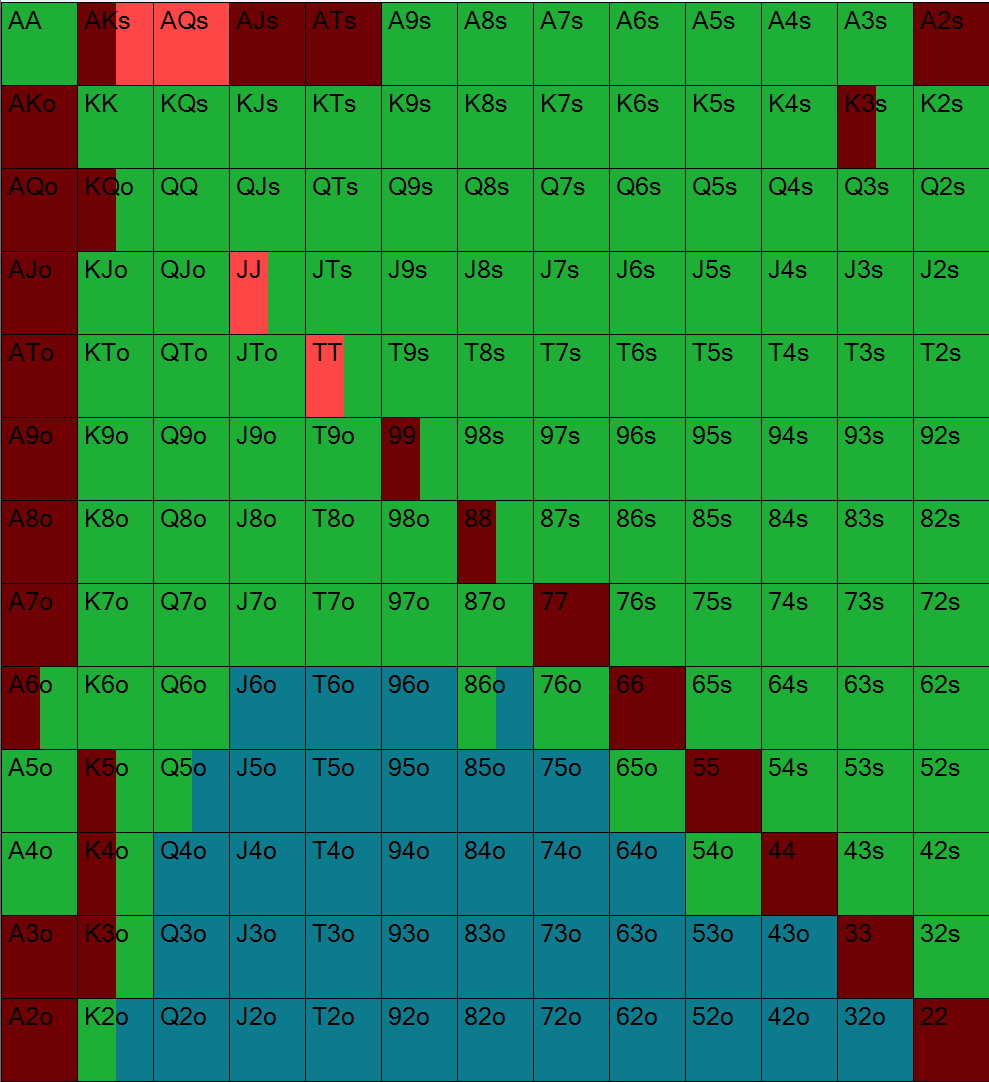 AA AKs AQs AJs ATs A9s A8s A7s A6s A5s A4s A3s A2s
AKo KK KQs KJs KTs K9s K8s K7s K6s K5s K4s K3s K2s
AQo KQo QQ QJs QTs Q9s Q8s Q7s Q6s Q5s Q4s Q3s Q2s
AJo KJo QJo JJ JTs J9s J8s J7s J6s J5s J4s J3s J2s
ATo KTo QTo JTo TT T9s T8s T7s T6s T5s T4s T3s T2s
A9o K9o Q9o J9o T9o 99 98s 97s 96s 95s 94s 93s 92s
A8o K8o Q8o J8o T8o 98o 88 87s 86s 85s 84s 83s 82s
A7o K7o Q7o J7o T7o 97o 87o 77 76s 75s 74s 73s 72s
A6o K6o Q6o J6o T6o 96o 86o 76o 66 65s 64s 63s 62s
A5o K5o Q5o J5o T5o 95o 85o 75o 65o 55 54s 53s 52s
A4o K4o Q4o J4o T4o 94o 84o 74o 64o 54o 44 43s 42s
A3o K3o Q3o J3o T3o 93o 83o 73o 63o 53o 43o 33 32s
A2o K2o Q2o J2o T2o 92o 82o 72o 62o 52o 42o 32o 22